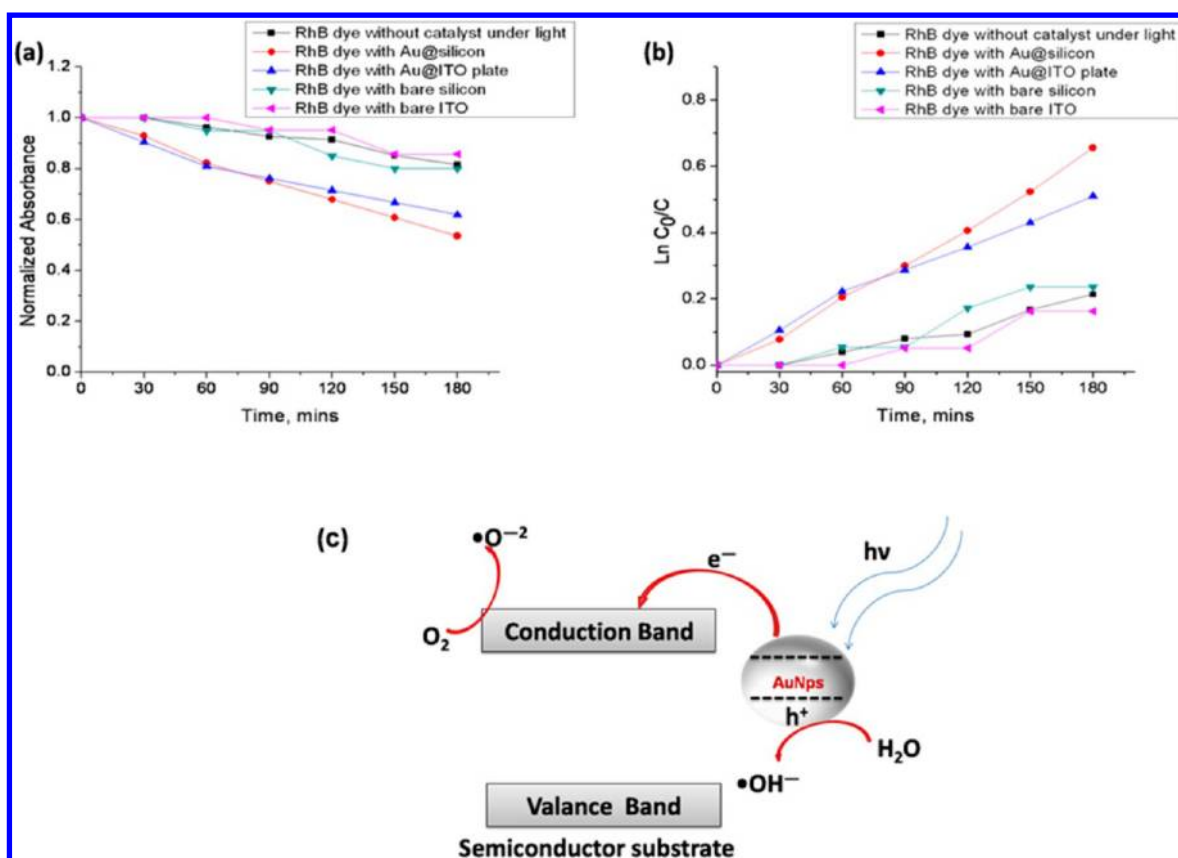 (a)
RhB dye without catalyst under light
RhB dye with Au@silicon
RhB dye with Au@ITO plate
RhB dye with bare silicon
RhB dye with bare ITO
1.2
1.0
0.8
0.6
0.4
0.2
0.0
Normalized Absorbance
0 30 60 90 120 150 180
Time, mins
(b)
RhB dye without catalyst under light
RhB dye with Au@silicon
RhB dye with Au@ITO plate
RhB dye with bare silicon
RhB dye with bare ITO
0.8
0.6
0.4
0.2
0.0
Ln C₀/C
0 30 60 90 120 150 180
Time, mins
(c)
•O⁻²
e⁻
hν
O₂
Conduction Band
AuNps
h⁺
H₂O
•OH⁻
Valance Band
Semiconductor substrate